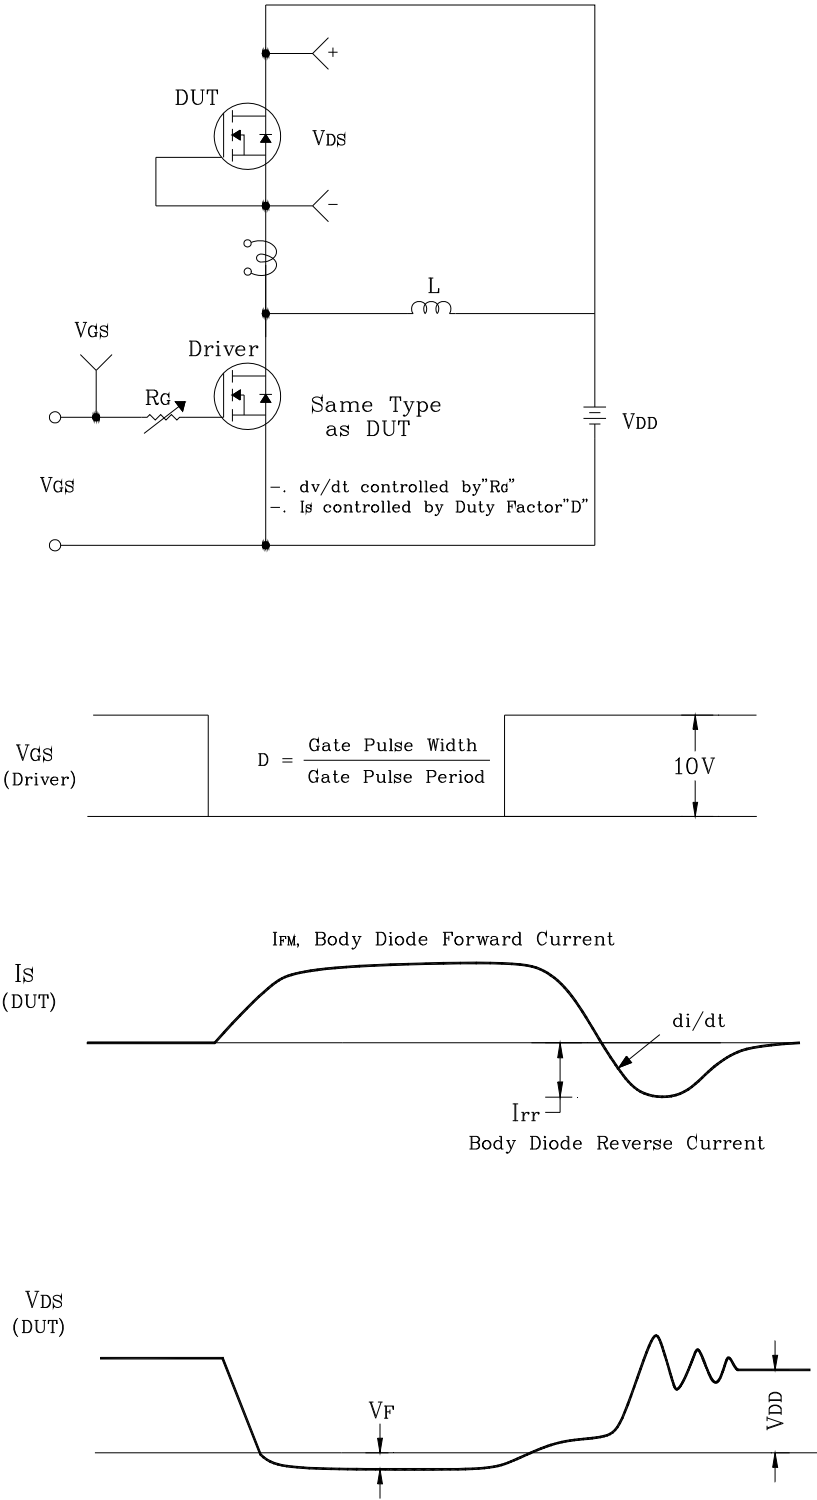 +
DUT
VDS
-
L
VGS
Driver
RG
Same Type
as DUT
VDD
VGS
-. dv/dt controlled by"RG"
-. Is controlled by Duty Factor"D"
VGS
(Driver)
D = Gate Pulse Width
Gate Pulse Period
10V
IFM, Body Diode Forward Current
IS
(DUT)
di/dt
Irr
Body Diode Reverse Current
VDS
(DUT)
VF
VDD